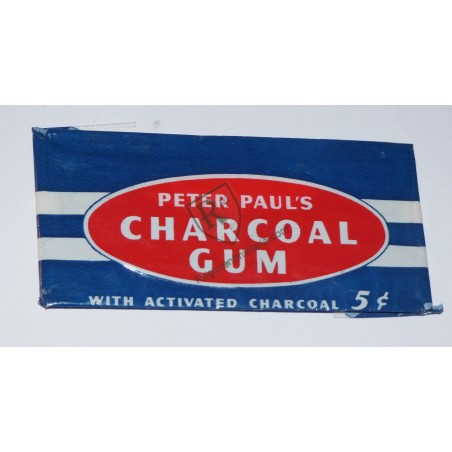 PETER PAUL'S
CHARCOAL
GUM
WITH ACTIVATED CHARCOAL 5¢